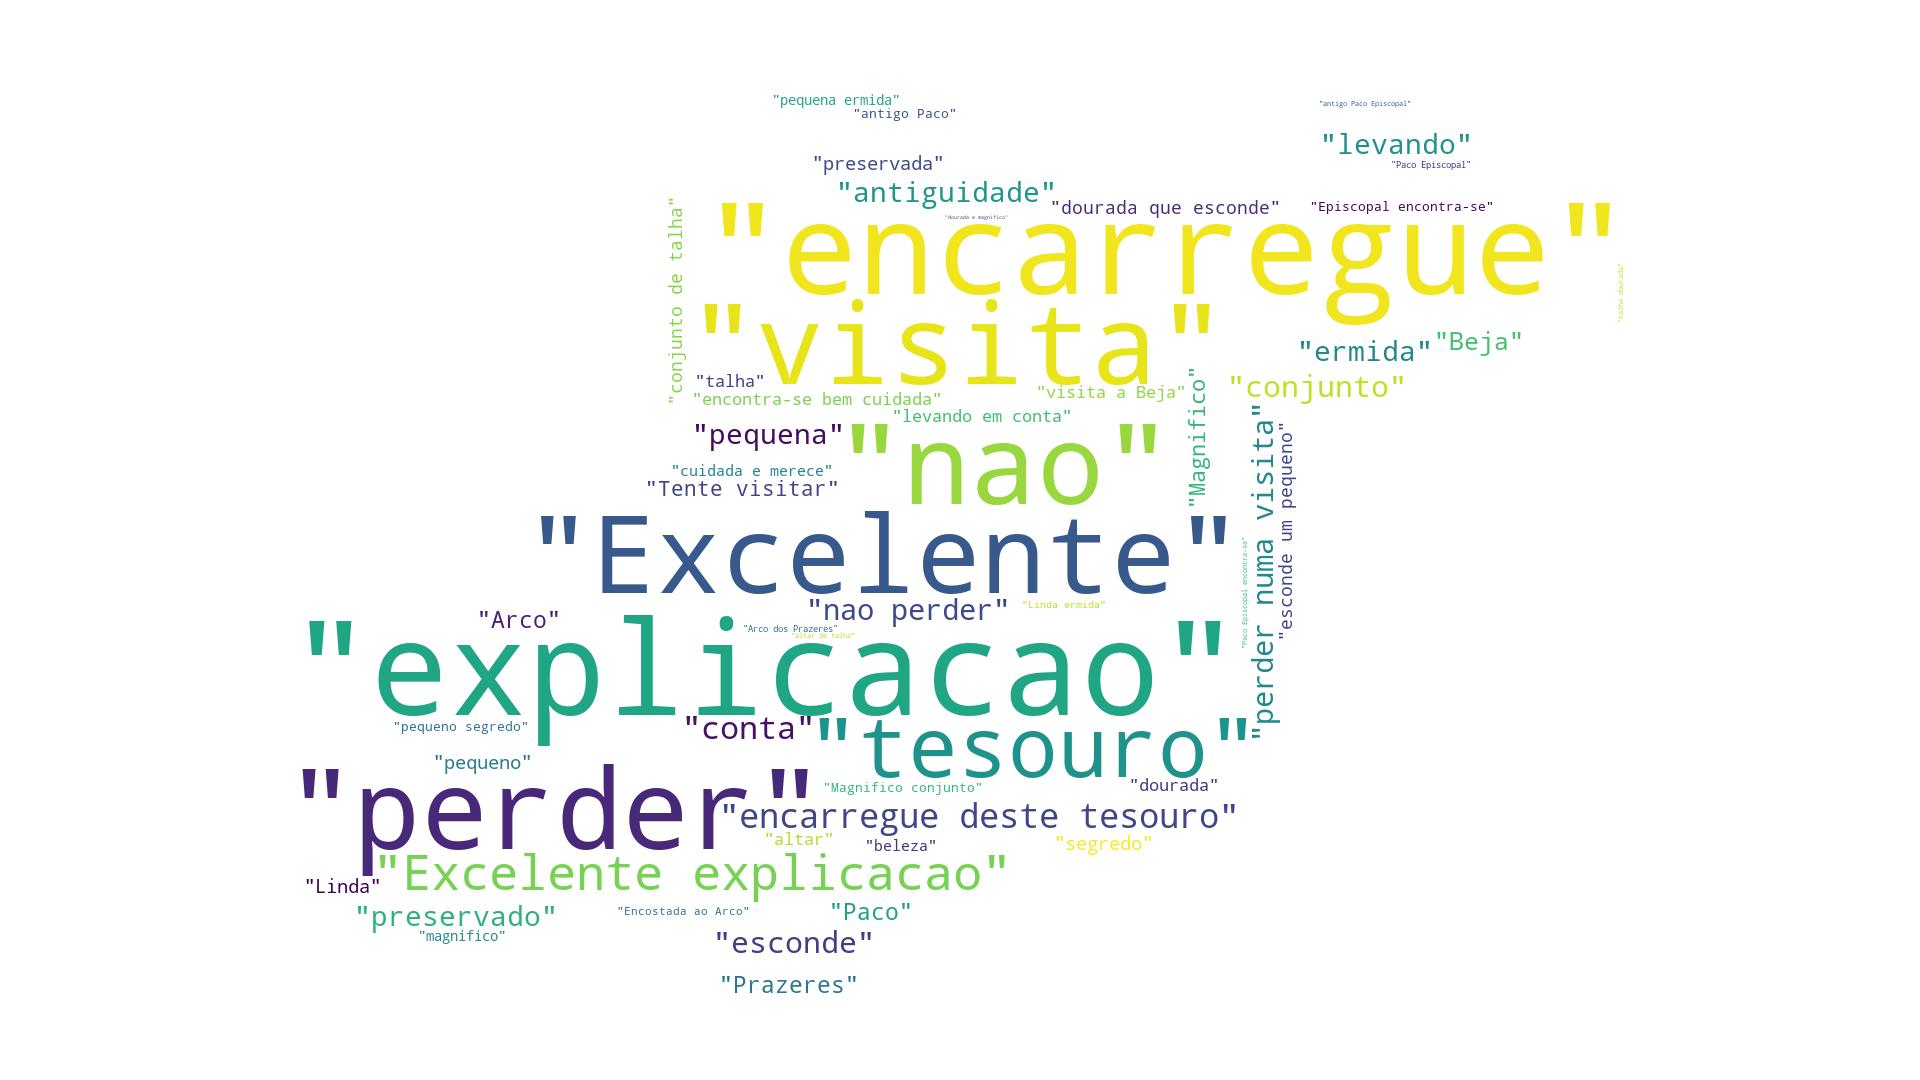 "pequena ermida"
"antigo Paco Episcopal"
"antigo Paco"
"levando"
"preservada"
"Paco Episcopal"
"antiguidade"
"dourada que esconde"
"Episcopal encontra-se"
"dourada e magnifico"
"conjunto de talha"
"encarregue"
"talha dourada"
"visita"
"ermida"
"Beja"
"talha"
"conjunto"
"encontra-se bem cuidada"
"visita a Beja"
"levando em conta"
"Magnifico"
"pequena"
"nao"
"perder numa visita"
"esconde um pequeno"
"cuidada e merece"
"Tente visitar"
"Excelente"
"Paco Episcopal encontra-se"
"nao perder"
"Linda ermida"
"Arco"
"Arco dos Prazeres"
"altar de talha"
"explicacao"
"pequeno segredo"
"conta"
"tesouro"
"pequeno"
"perder"
"Magnifico conjunto"
"dourada"
"encarregue deste tesouro"
"altar"
"beleza"
"segredo"
"Excelente explicacao"
"Linda"
"preservado"
"Encostada ao Arco"
"Paco"
"magnifico"
"esconde"
"Prazeres"